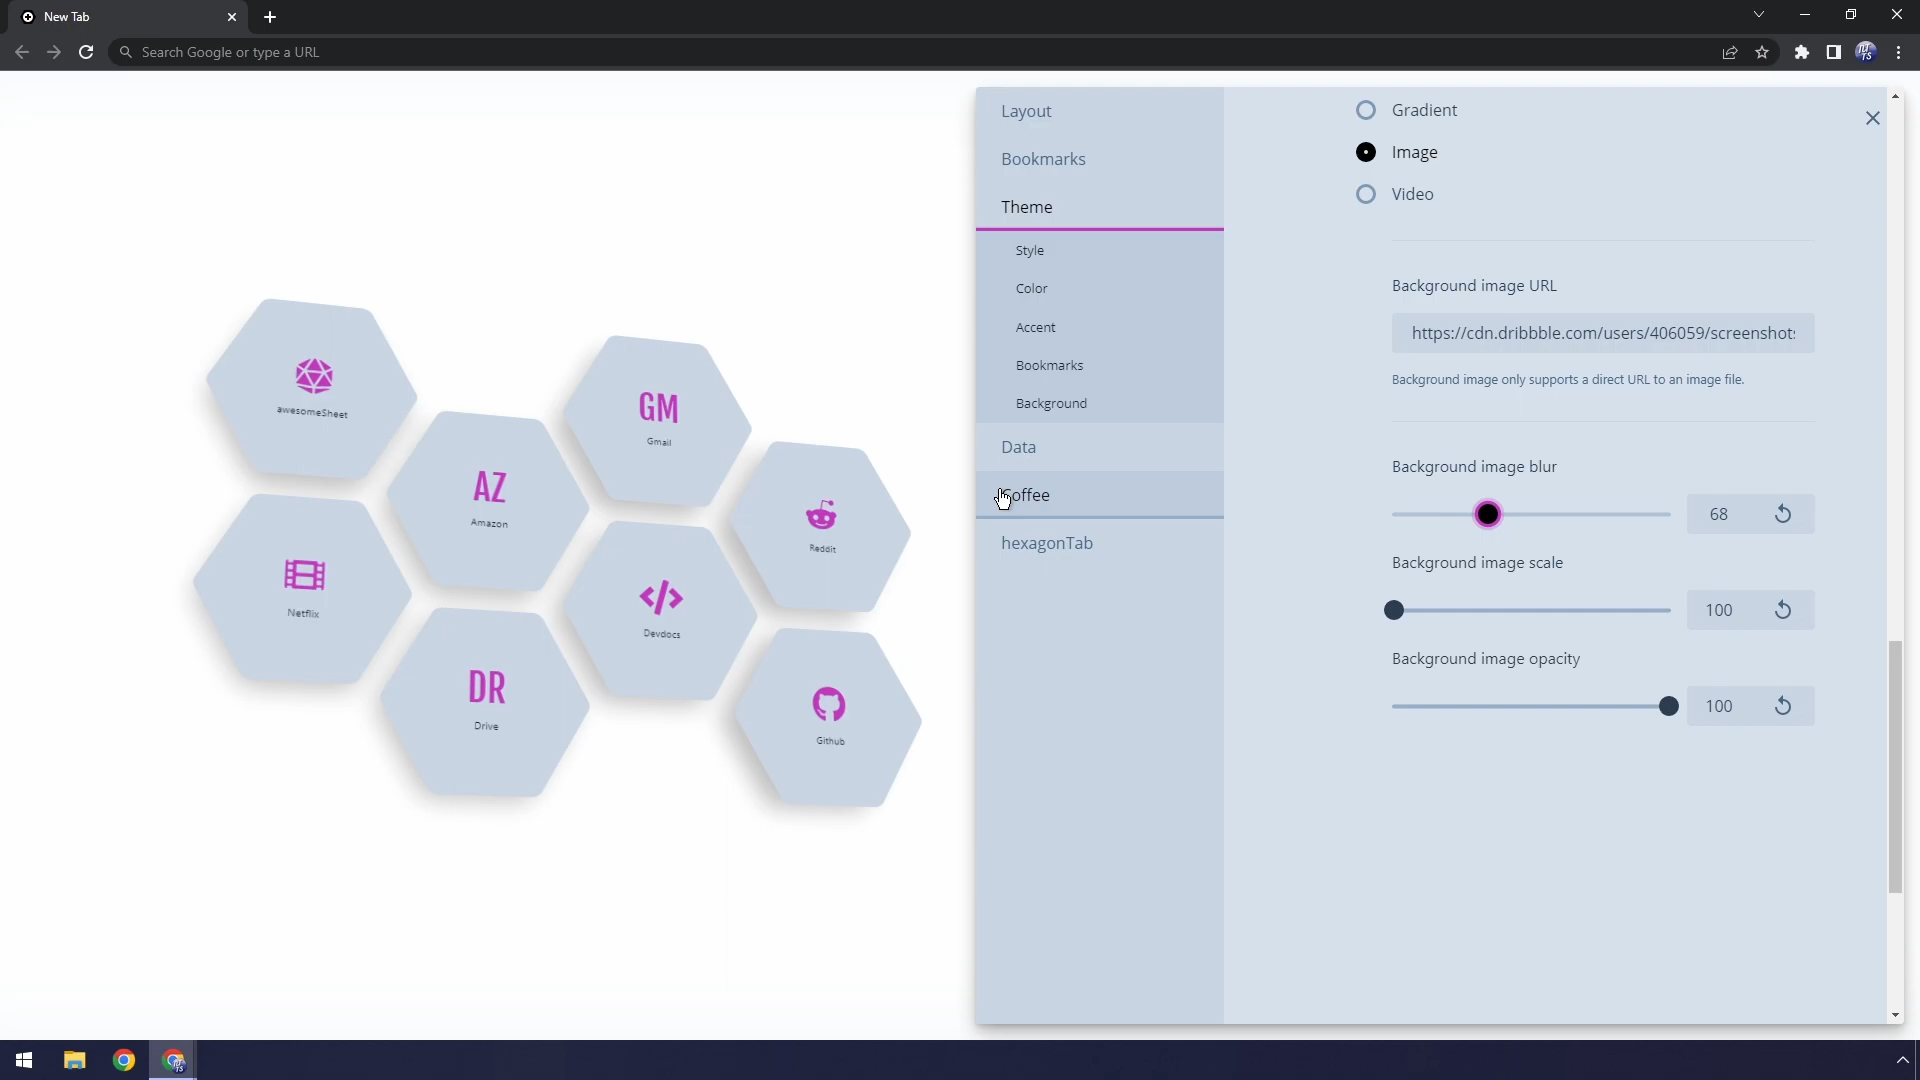 New Tab
Search Google or type a URL
awesomeSheet
GM
Gmail
AZ
Amazon
Reddit
Netflix
Devdocs
DR
Drive
Github
Layout
Bookmarks
Theme
Style
Color
Accent
Bookmarks
Background
Data
Coffee
hexagonTab
Gradient
Image
Video
Background image URL
https://cdn.dribbble.com/users/406059/screenshots
Background image only supports a direct URL to an image file.
Background image blur
68
Background image scale
100
Background image opacity
100